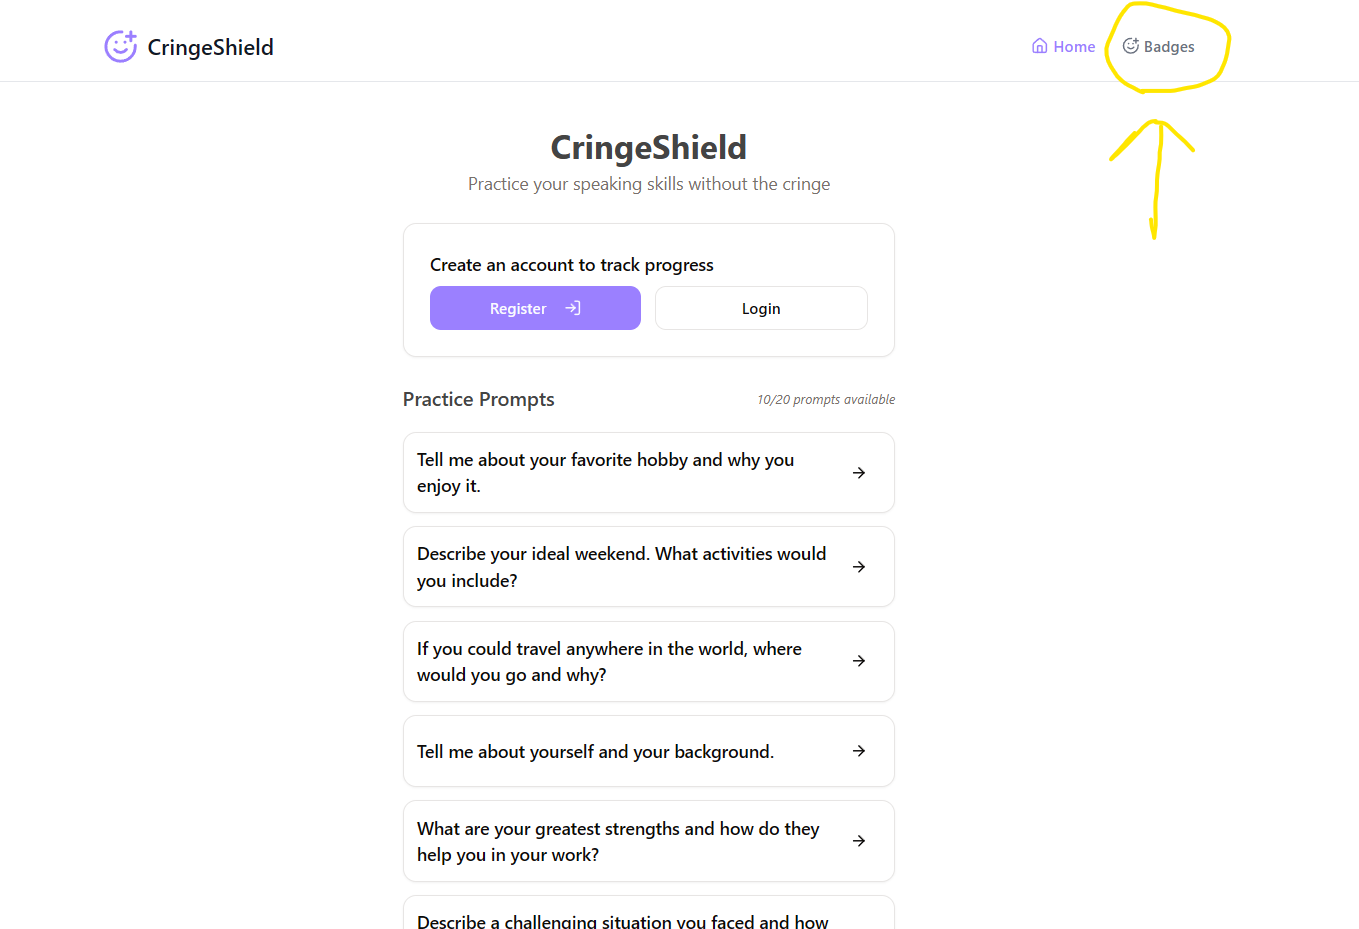 CringeShield
Home
Badges
CringeShield
Practice your speaking skills without the cringe
Create an account to track progress
Register
Login
Practice Prompts
10/20 prompts available
Tell me about your favorite hobby and why you
enjoy it.
Describe your ideal weekend. What activities would
you include?
If you could travel anywhere in the world, where
would you go and why?
Tell me about yourself and your background.
What are your greatest strengths and how do they
help you in your work?
Describe a challenging situation you faced and how